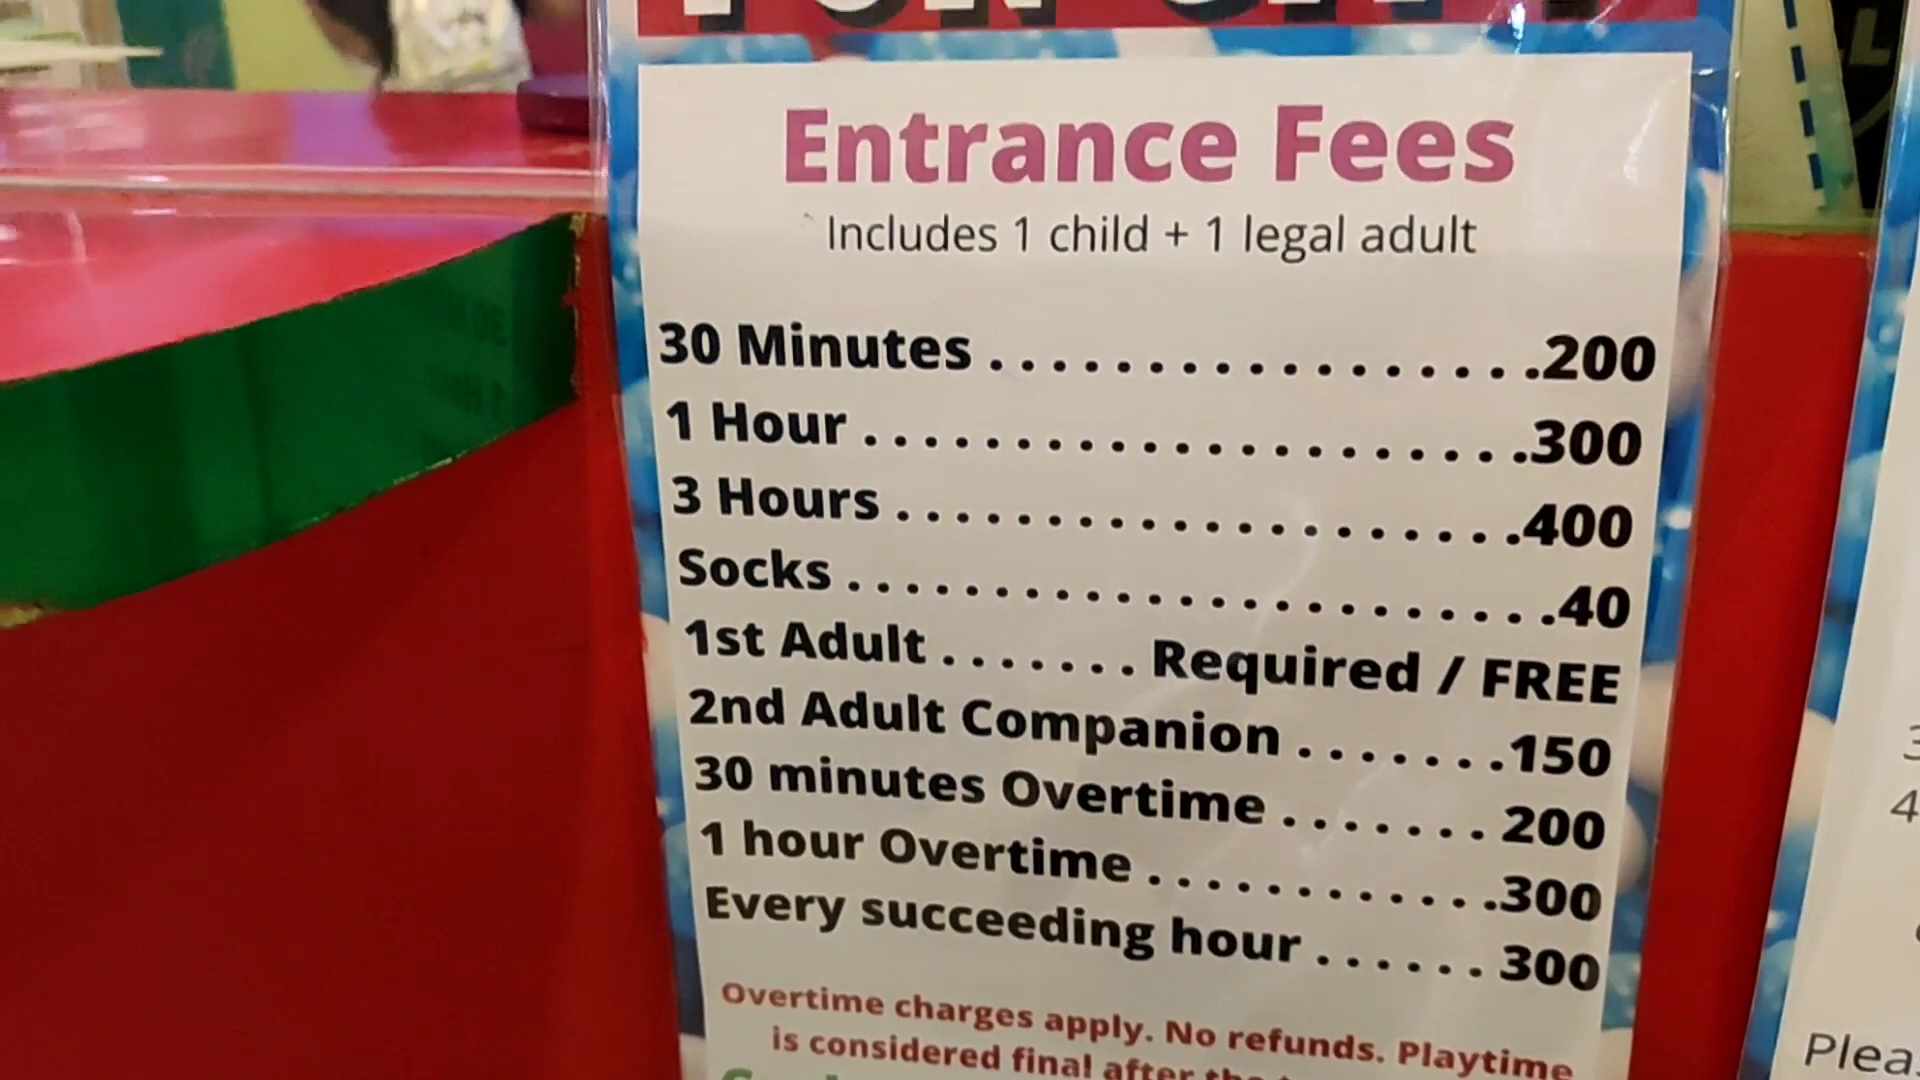 Entrance Fees
Includes 1 child + 1 legal adult
30 Minutes . . . . . . . . . . . . . . . . . .200
1 Hour . . . . . . . . . . . . . . . . . . . . . .300
3 Hours . . . . . . . . . . . . . . . . . . . . .400
Socks . . . . . . . . . . . . . . . . . . . . . . . .40
1st Adult . . . . . . . Required / FREE
2nd Adult Companion . . . . . . .150
30 minutes Overtime . . . . . . . 200
1 hour Overtime . . . . . . . . . . . .300
Every succeeding hour . . . . . . 300
Overtime charges apply. No refunds. Playtime
is considered final after